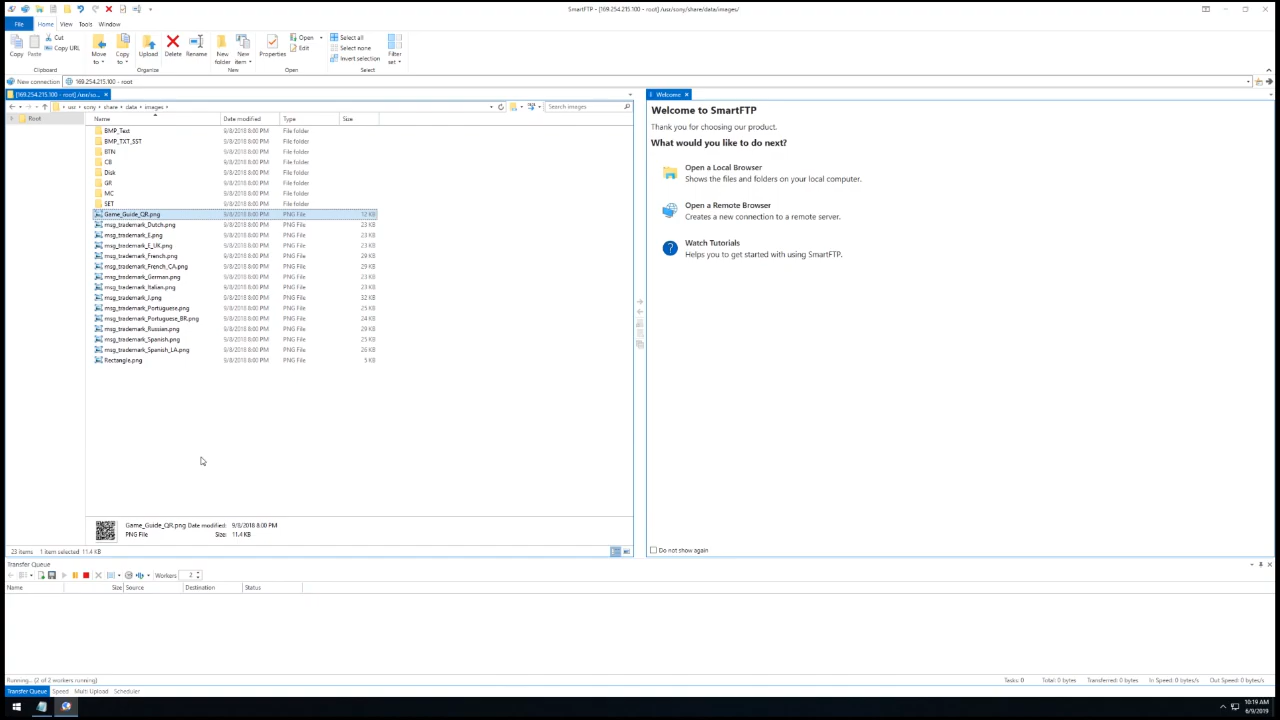 SmartFTP - [169.254.215.100 - root] /usr/sony/share/data/images/
File Home View Tools Window
Copy Paste Cut Copy URL Move to Copy to Upload Delete Rename New folder New item Properties Open Edit Select all Select none Invert selection Filter set
Clipboard Organize New Open Select
New connection 169.254.215.100 - root
[169.254.215.100 - root] /usr/so...
usr sony share data images Search images
Root
Name Date modified Type Size
BMP_Text 9/8/2018 8:00 PM File folder
BMP_TXT_SST 9/8/2018 8:00 PM File folder
BTN 9/8/2018 8:00 PM File folder
CB 9/8/2018 8:00 PM File folder
Disk 9/8/2018 8:00 PM File folder
GR 9/8/2018 8:00 PM File folder
MC 9/8/2018 8:00 PM File folder
SET 9/8/2018 8:00 PM File folder
Game_Guide_QR.png 9/8/2018 8:00 PM PNG File 12 KB
msg_trademark_Dutch.png 9/8/2018 8:00 PM PNG File 23 KB
msg_trademark_E.png 9/8/2018 8:00 PM PNG File 23 KB
msg_trademark_E_UK.png 9/8/2018 8:00 PM PNG File 23 KB
msg_trademark_French.png 9/8/2018 8:00 PM PNG File 29 KB
msg_trademark_French_CA.png 9/8/2018 8:00 PM PNG File 29 KB
msg_trademark_German.png 9/8/2018 8:00 PM PNG File 23 KB
msg_trademark_Italian.png 9/8/2018 8:00 PM PNG File 23 KB
msg_trademark_J.png 9/8/2018 8:00 PM PNG File 32 KB
msg_trademark_Portuguese.png 9/8/2018 8:00 PM PNG File 25 KB
msg_trademark_Portuguese_BR.png 9/8/2018 8:00 PM PNG File 24 KB
msg_trademark_Russian.png 9/8/2018 8:00 PM PNG File 29 KB
msg_trademark_Spanish.png 9/8/2018 8:00 PM PNG File 25 KB
msg_trademark_Spanish_LA.png 9/8/2018 8:00 PM PNG File 26 KB
Rectangle.png 9/8/2018 8:00 PM PNG File 5 KB
Game_Guide_QR.png Date modified: 9/8/2018 8:00 PM
PNG File Size: 11.4 KB
23 items 1 item selected 11.4 KB
Welcome
Welcome to SmartFTP
Thank you for choosing our product.
What would you like to do next?
Open a Local Browser
Shows the files and folders on your local computer.
Open a Remote Browser
Creates a new connection to a remote server.
Watch Tutorials
Helps you to get started with using SmartFTP.
Do not show again
Transfer Queue
Workers 2
Name Size Source Destination Status
Running... (2 of 2 workers running) Tasks: 0 Total: 0 bytes Transferred: 0 bytes In Speed: 0 bytes/s Out Speed: 0 bytes/s
Transfer Queue Speed Multi Upload Scheduler
10:19 AM
6/9/2019